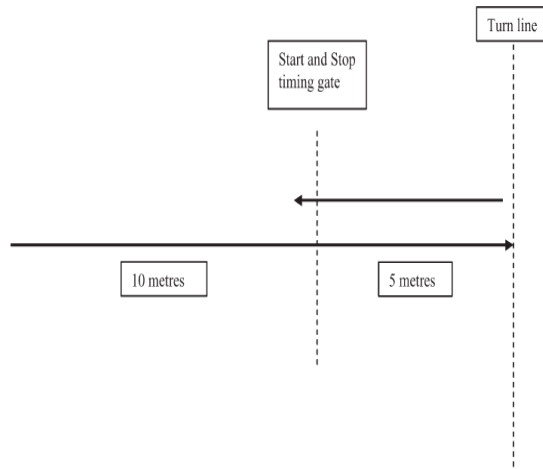 Turn line
Start and Stop
timing gate
10 metres
5 metres